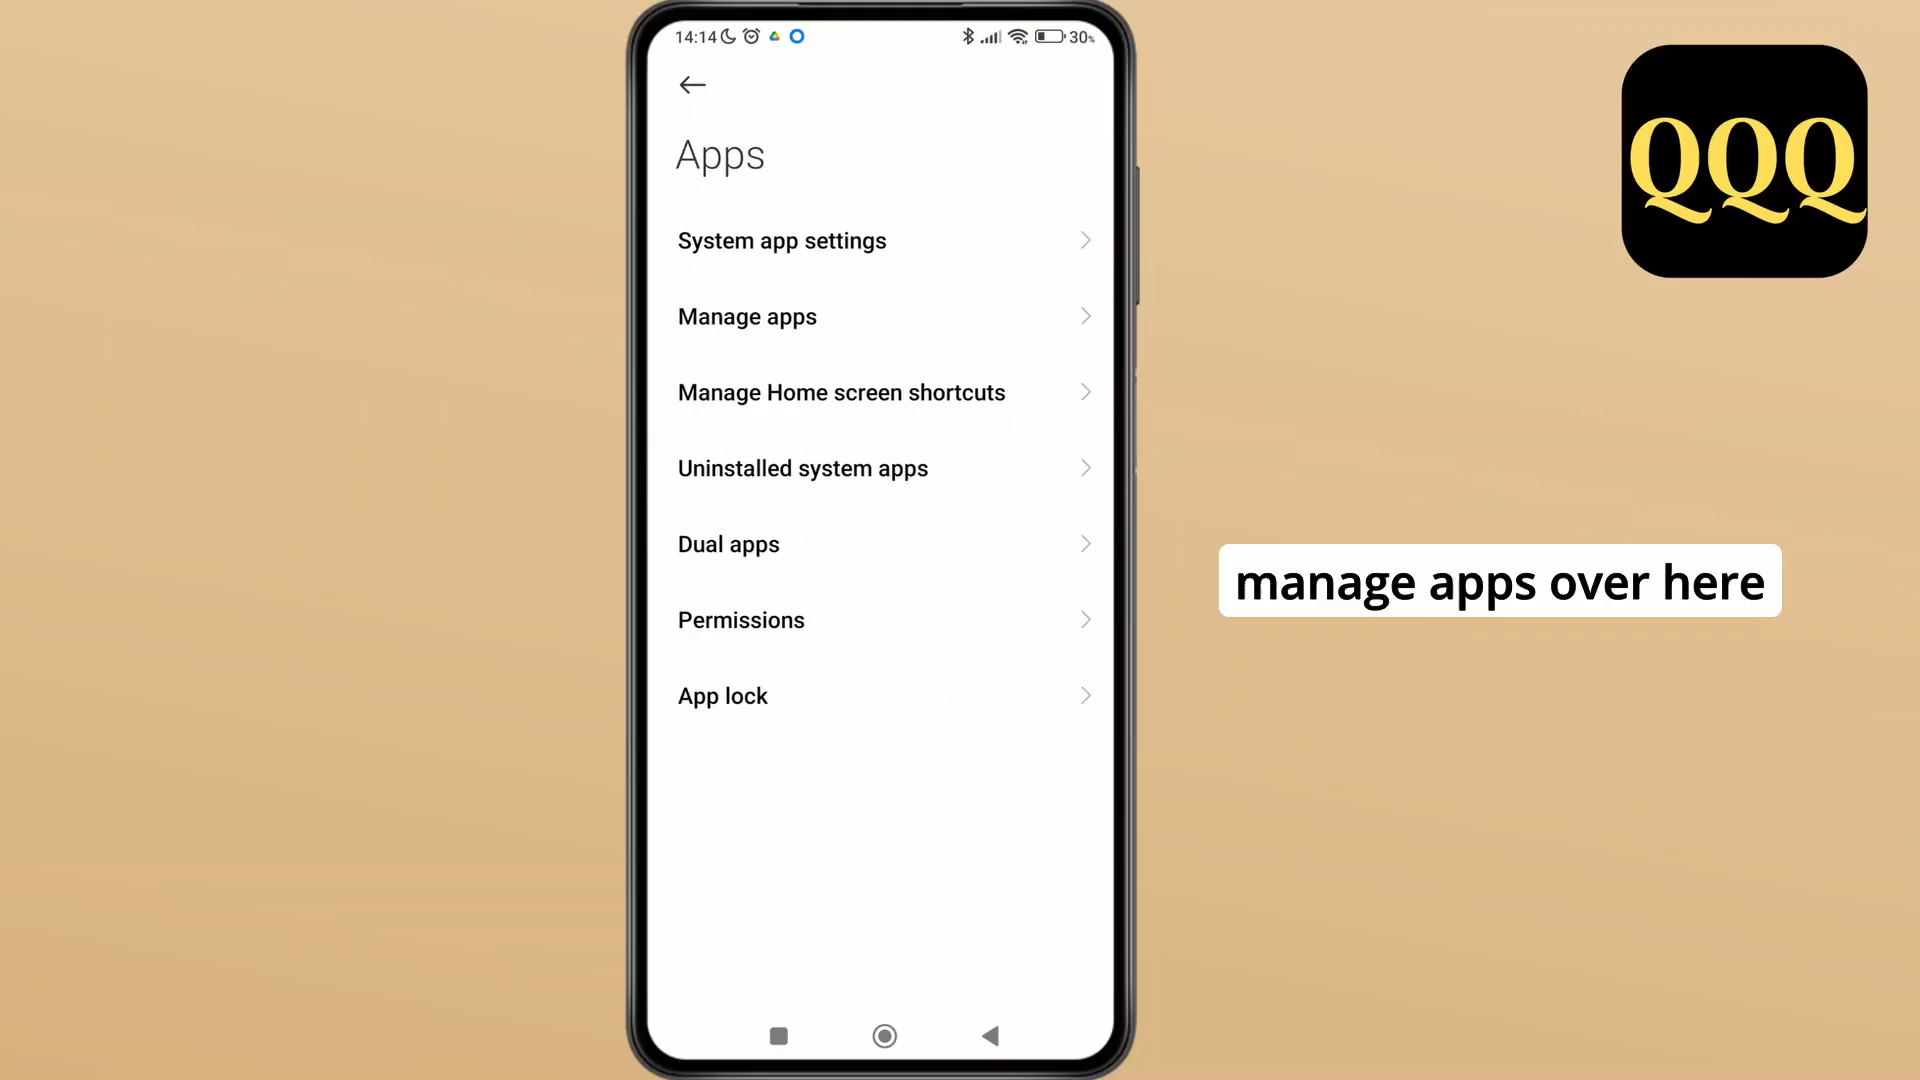 14:14
30%
Apps
System app settings
Manage apps
Manage Home screen shortcuts
Uninstalled system apps
Dual apps
Permissions
App lock
QQQ
manage apps over here